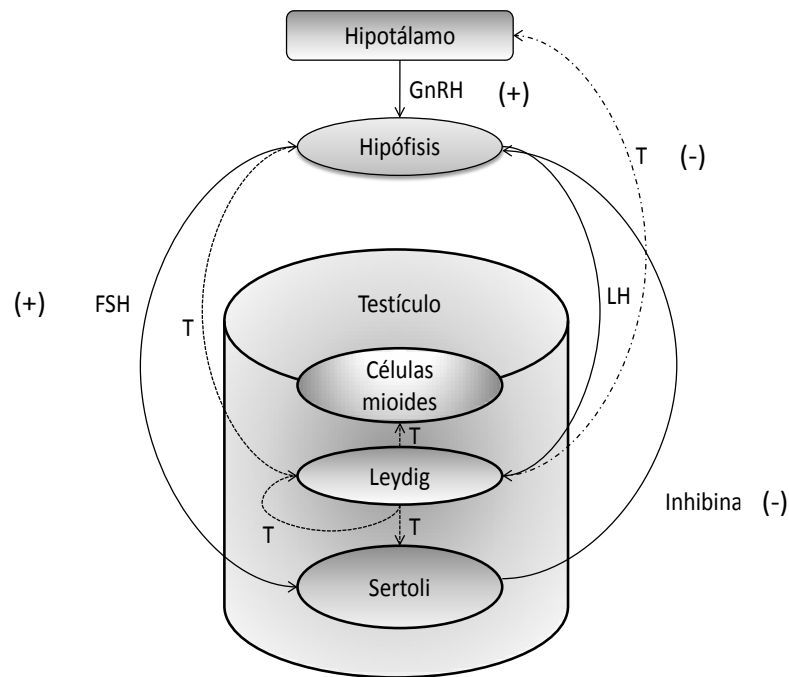 Hipotálamo
GnRH (+)
Hipófisis
T (-)
(+) FSH
T
Testículo
LH
Células
mioides
T
Leydig
T
T
Inhibina (-)
Sertoli